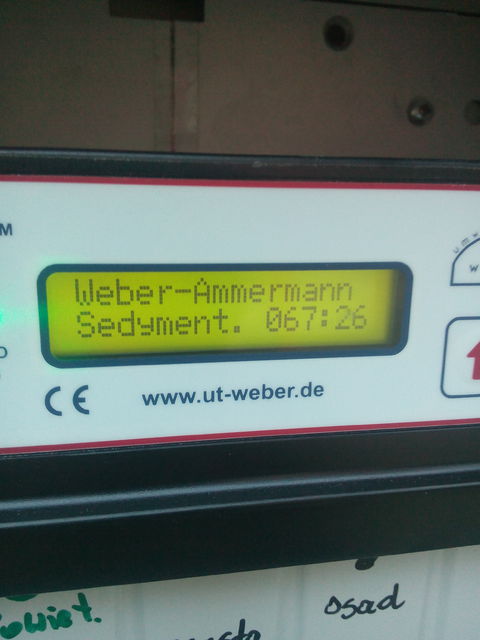 M
Weber-Ammermann
Sedyment. 067:26
CE www.ut-weber.de
osad